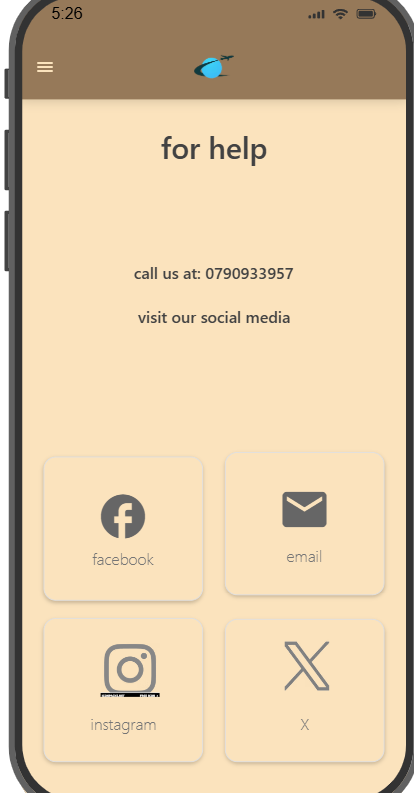 5:26
for help
call us at: 0790933957
visit our social media
facebook
email
instagram
X